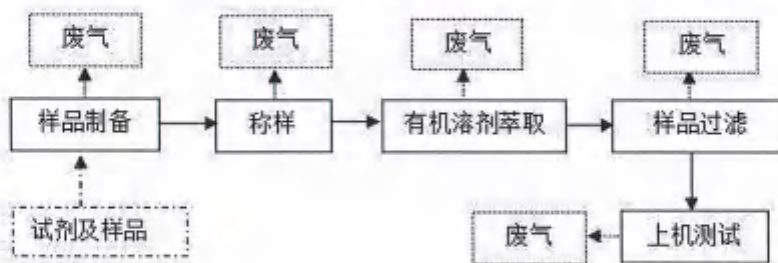 废气 废气 废气 废气
样品制备 称样 有机溶剂萃取 样品过滤
试剂及样品 废气 上机测试